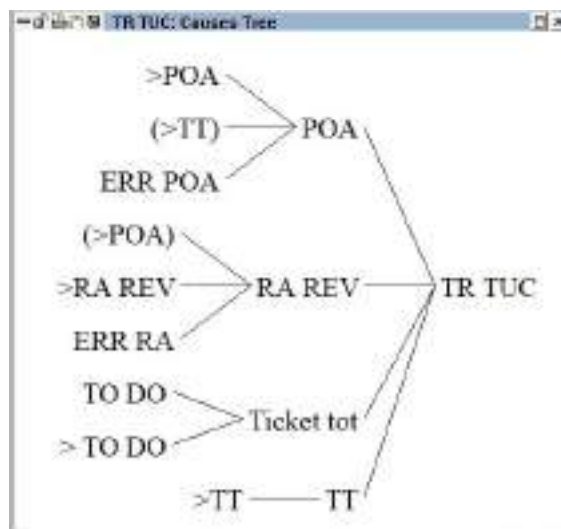 TR TUC: Causes Tree
>POA
(>TT)
POA
ERR POA
(>POA)
>RA REV
RA REV
TR TUC
ERR RA
TO DO
Ticket tot
> TO DO
>TT
TT